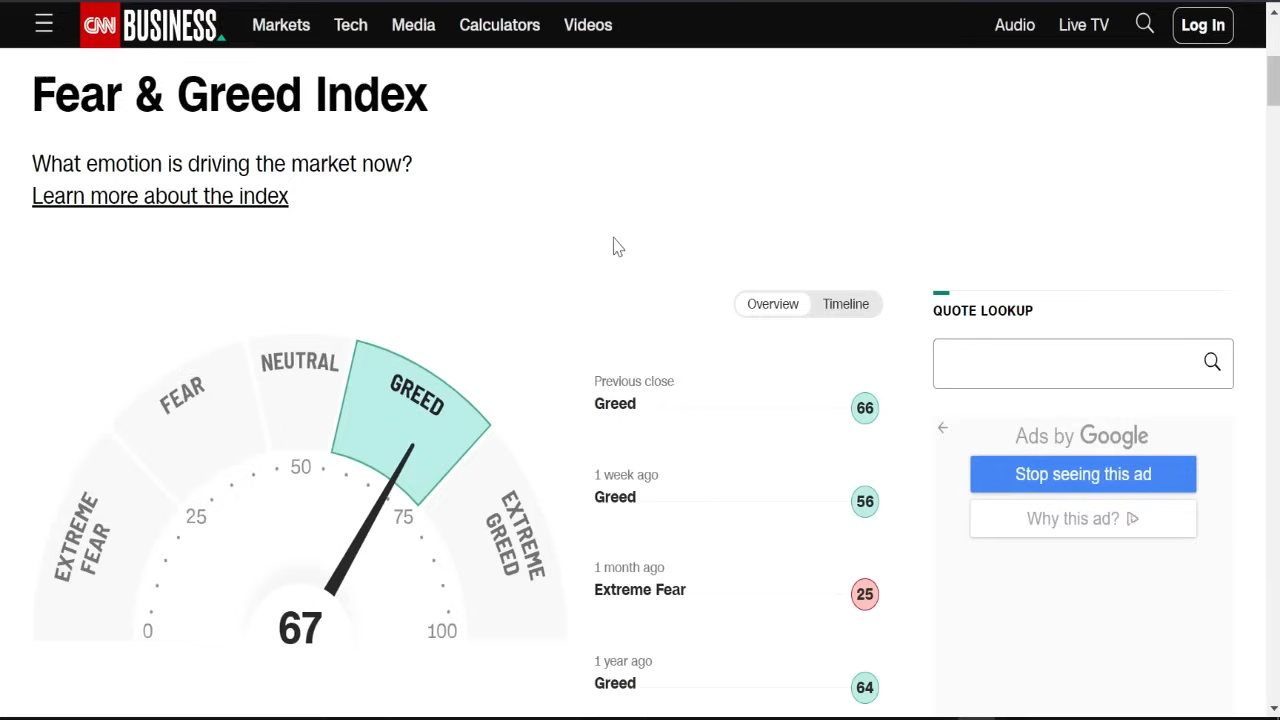 CNN BUSINESS Markets Tech Media Calculators Videos Audio Live TV Log In
Fear & Greed Index
What emotion is driving the market now?
Learn more about the index
Overview Timeline
EXTREME FEAR
FEAR
NEUTRAL
GREED
EXTREME GREED
0
25
50
75
100
67
Previous close
Greed 66
1 week ago
Greed 56
1 month ago
Extreme Fear 25
1 year ago
Greed 64
QUOTE LOOKUP
Ads by Google
Stop seeing this ad
Why this ad?